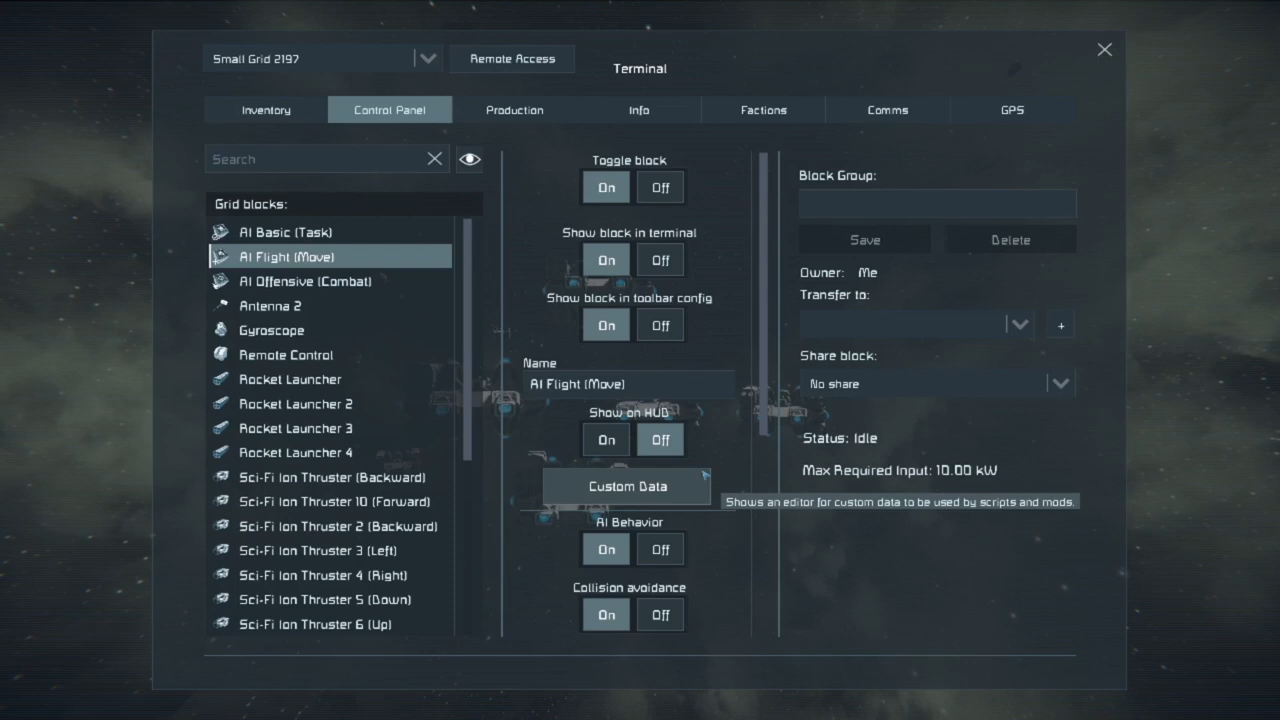 Small Grid 2197
Remote Access
Terminal
Inventory
Control Panel
Production
Info
Factions
Comms
GPS
Search
Grid blocks:
AI Basic (Task)
AI Flight (Move)
AI Offensive (Combat)
Antenna 2
Gyroscope
Remote Control
Rocket Launcher
Rocket Launcher 2
Rocket Launcher 3
Rocket Launcher 4
Sci-Fi Ion Thruster (Backward)
Sci-Fi Ion Thruster 10 (Forward)
Sci-Fi Ion Thruster 2 (Backward)
Sci-Fi Ion Thruster 3 (Left)
Sci-Fi Ion Thruster 4 (Right)
Sci-Fi Ion Thruster 5 (Down)
Sci-Fi Ion Thruster 6 (Up)
Toggle block
On Off
Show block in terminal
On Off
Show block in toolbar config
On Off
Name
AI Flight (Move)
Show on HUD
On Off
Custom Data
AI Behavior
On Off
Collision avoidance
On Off
Block Group:
Save
Delete
Owner: Me
Transfer to:
+
Share block:
No share
Status: Idle
Max Required Input: 10.00 kW
Shows an editor for custom data to be used by scripts and mods.